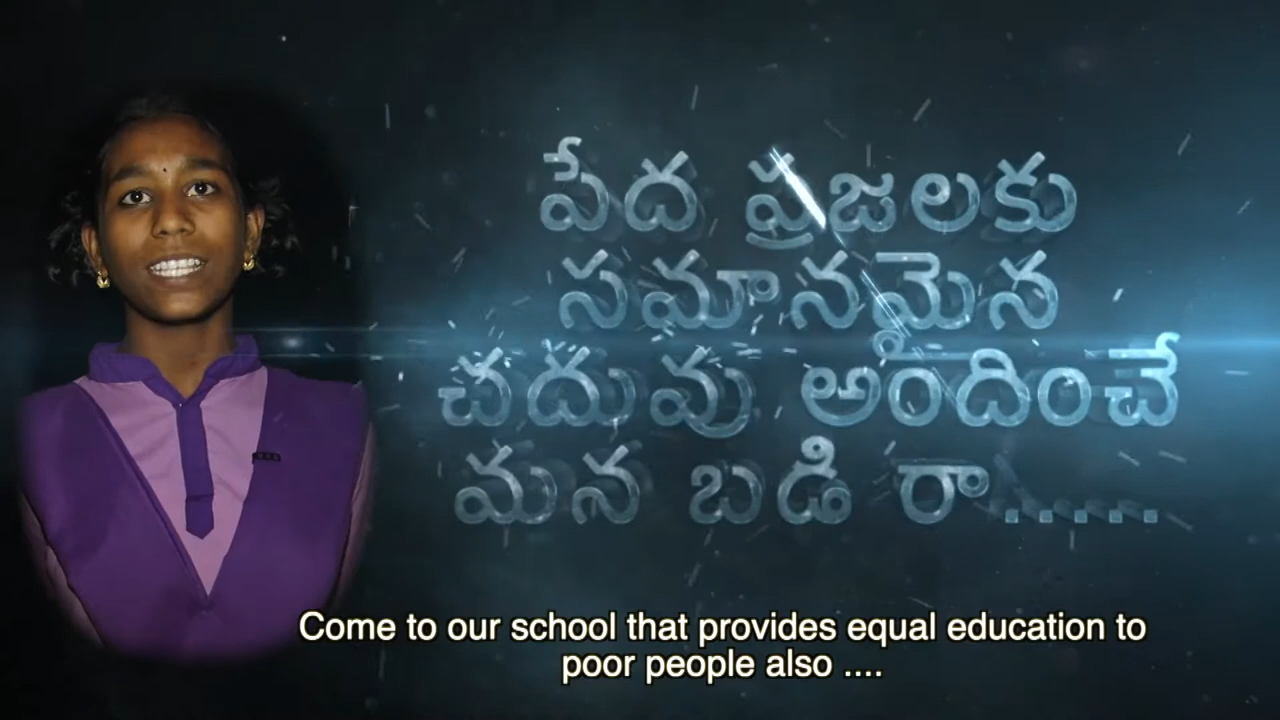 పేద ప్రజలకు
సమానమైన
చదువు అందించే
మన బడి రా......
Come to our school that provides equal education to
poor people also ....